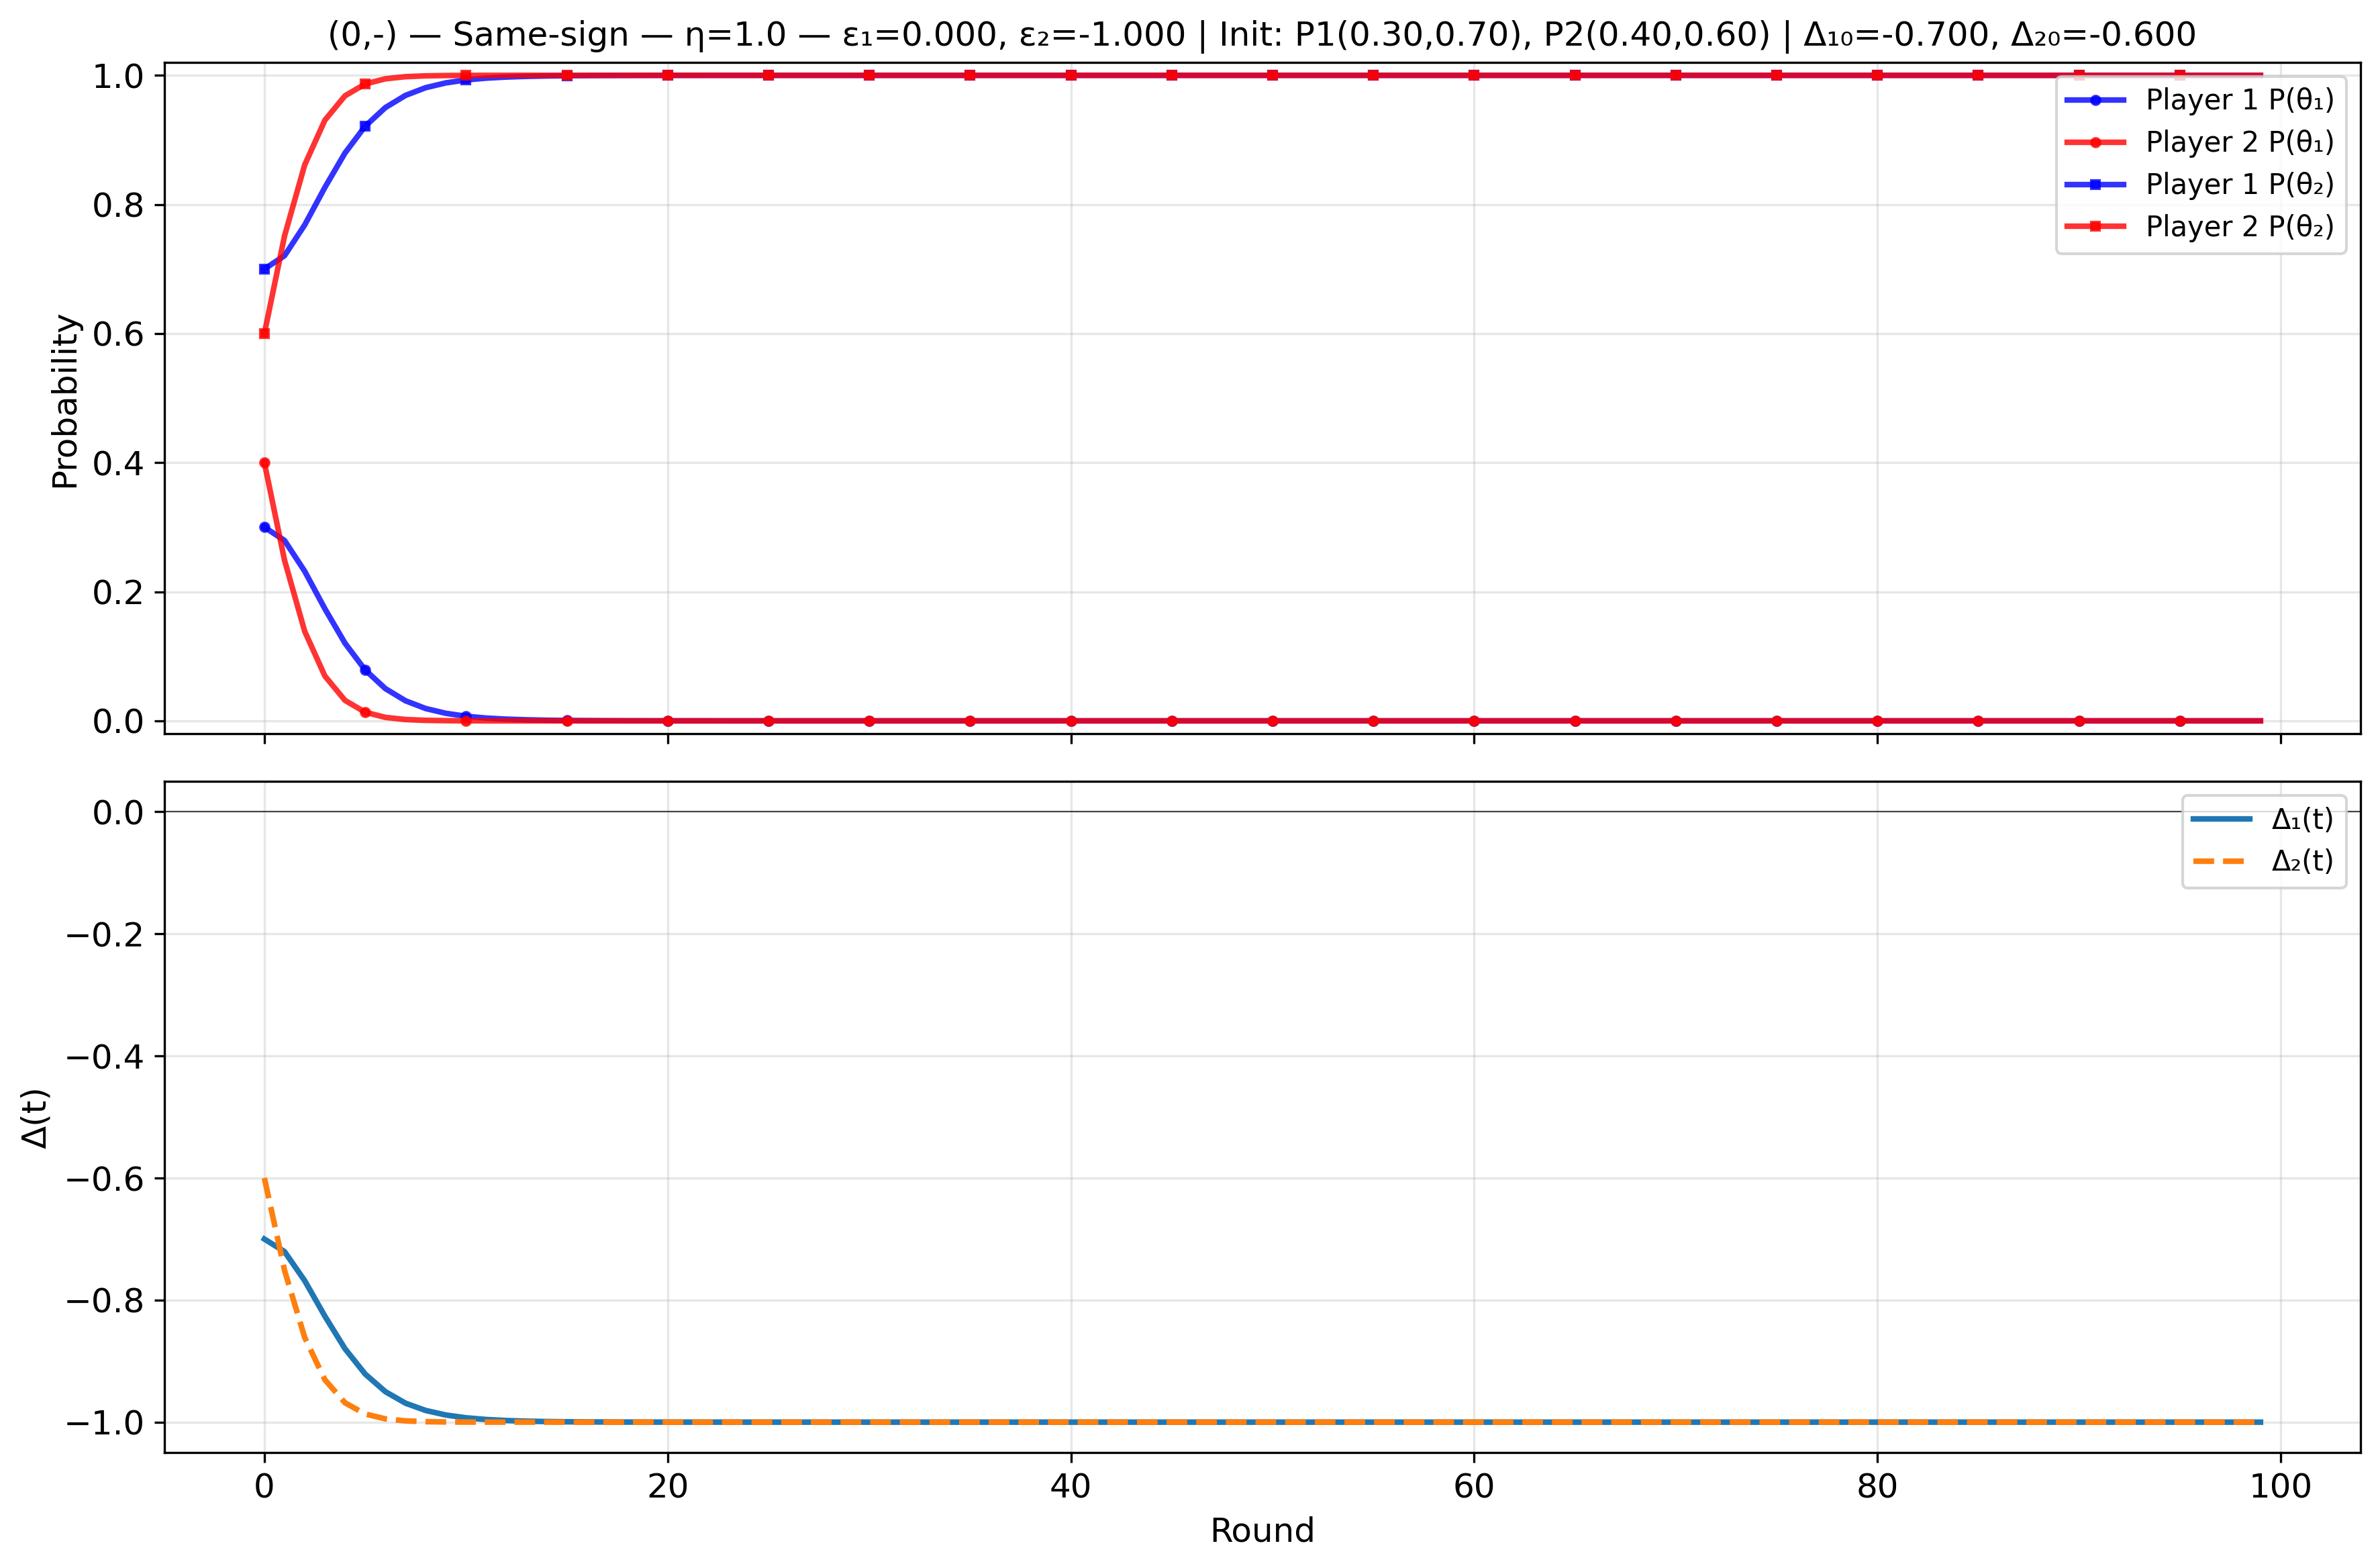 (0,-) — Same-sign — η=1.0 — ε₁=0.000, ε₂=-1.000 | Init: P1(0.30,0.70), P2(0.40,0.60) | Δ₁₀=-0.700, Δ₂₀=-0.600
1.0
0.8
0.6
0.4
0.2
0.0
Probability
Player 1 P(θ₁)
Player 2 P(θ₁)
Player 1 P(θ₂)
Player 2 P(θ₂)
0.0
−0.2
−0.4
−0.6
−0.8
−1.0
Δ(t)
Δ₁(t)
Δ₂(t)
0 20 40 60 80 100
Round